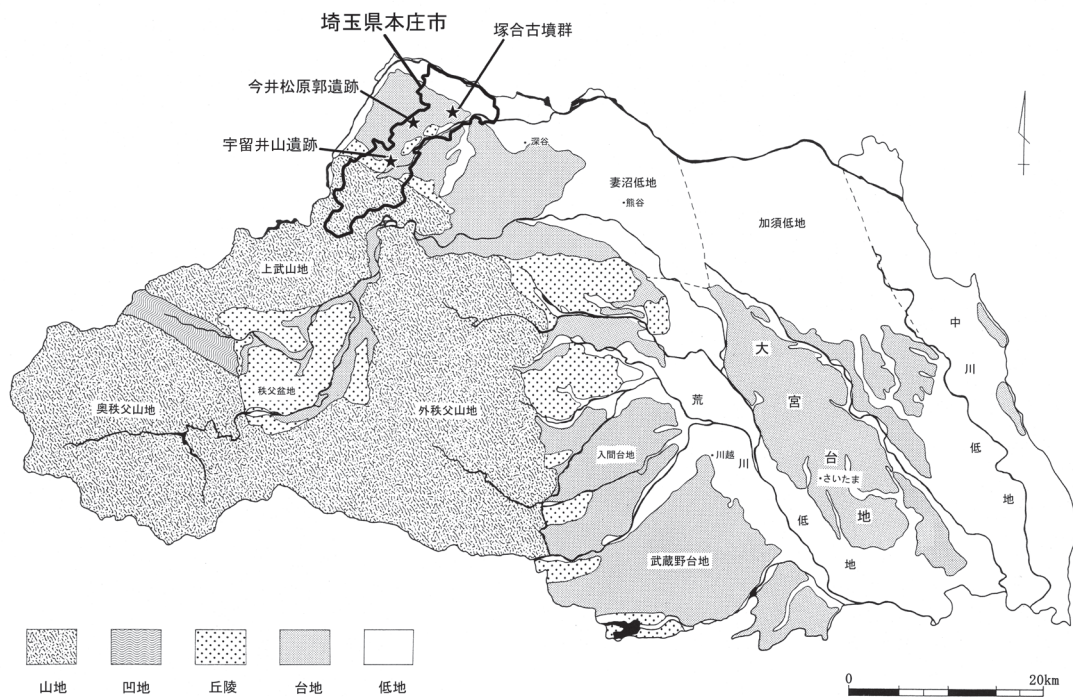 埼玉県本庄市
塚合古墳群
今井松原郭遺跡
宇留井山遺跡
・深谷
妻沼低地
・熊谷
加須低地
上武山地
秩父盆地
奥秩父山地
外秩父山地
入間台地
・川越
武蔵野台地
荒川低地
大宮台地
・さいたま
中川低地
山地
凹地
丘陵
台地
低地
0 20km